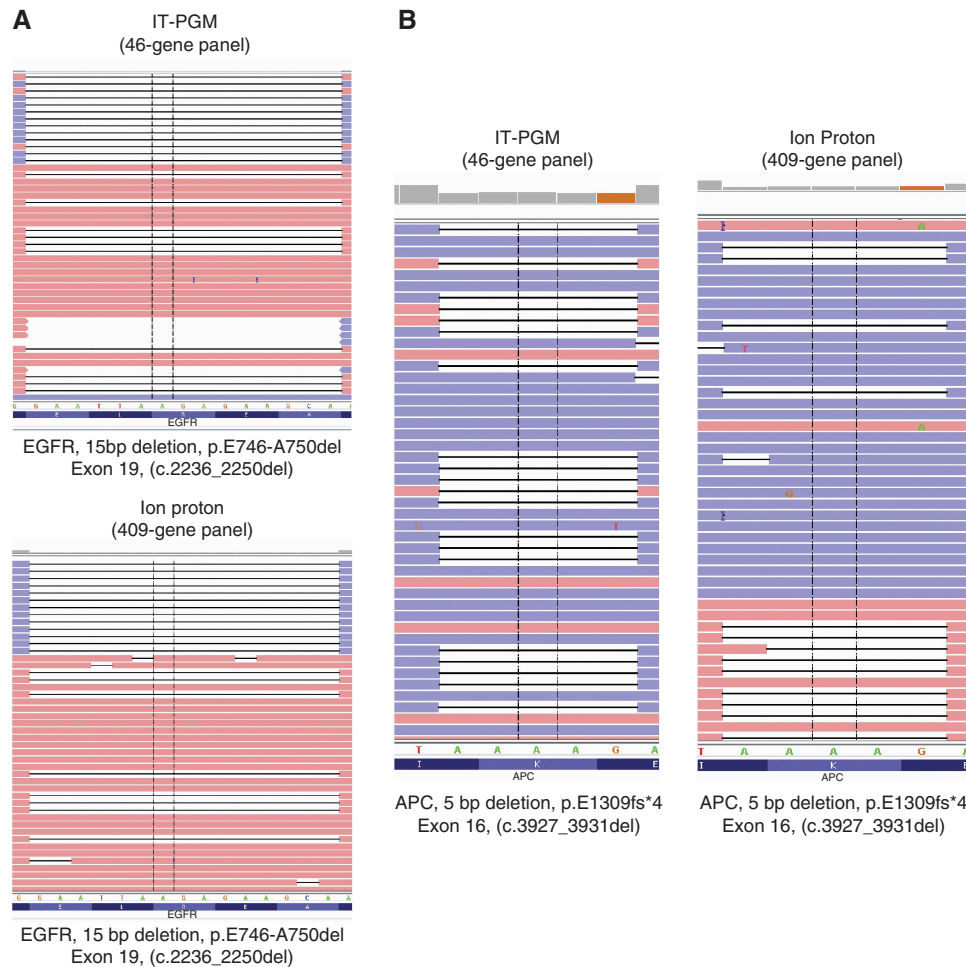 A
IT-PGM
(46-gene panel)
G G A A T T A A G A G A A G C A A
E L R E A
EGFR
EGFR, 15bp deletion, p.E746-A750del
Exon 19, (c.2236_2250del)
Ion proton
(409-gene panel)
G G A A T T A A G A G A A G C A A
E L R E A
EGFR
EGFR, 15 bp deletion, p.E746-A750del
Exon 19, (c.2236_2250del)
B
IT-PGM
(46-gene panel)
G T
T A A A A G A
I K E
APC
APC, 5 bp deletion, p.E1309fs*4
Exon 16, (c.3927_3931del)
Ion Proton
(409-gene panel)
A
T
A
G
T A A A A G A
I K E
APC
APC, 5 bp deletion, p.E1309fs*4
Exon 16, (c.3927_3931del)